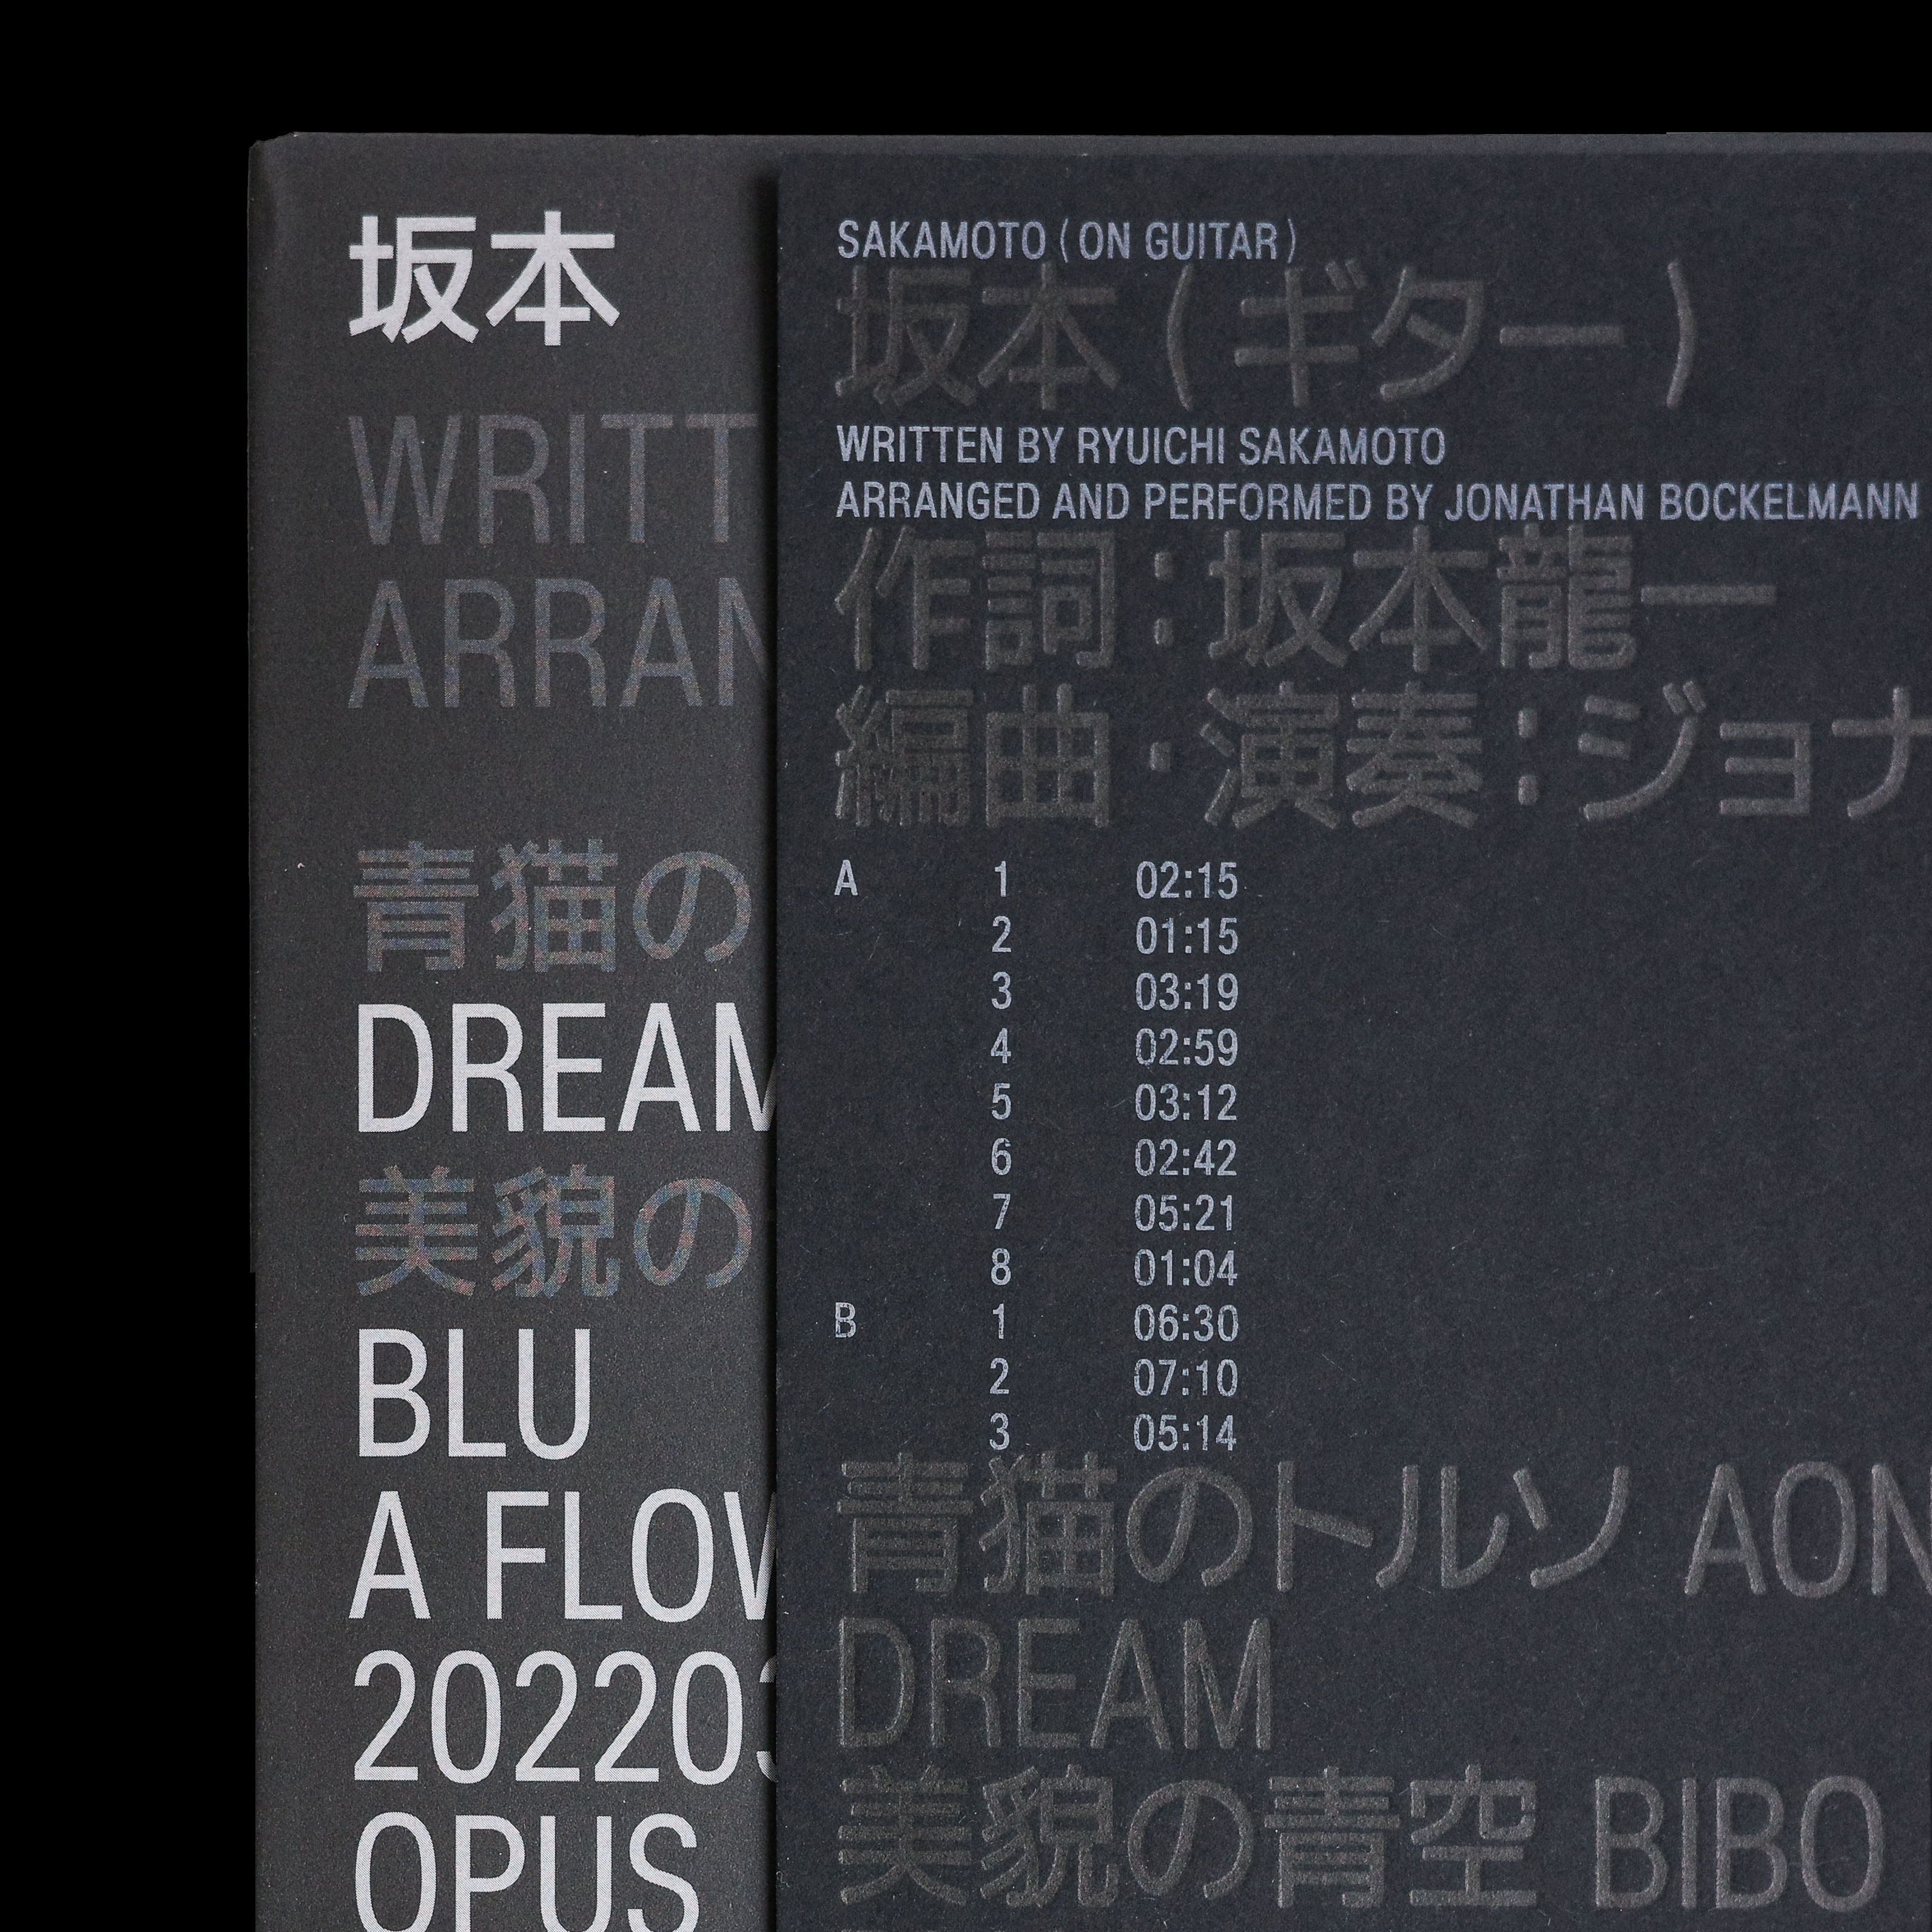 坂本
WRITT
ARRAN
青猫の
DREAM
美貌の
BLU
A FLOW
202203
OPUS
SAKAMOTO (ON GUITAR)
坂本 (ギター)
WRITTEN BY RYUICHI SAKAMOTO
ARRANGED AND PERFORMED BY JONATHAN BOCKELMANN
作詞:坂本龍一
編曲・演奏:ジョナ
A 1 02:15
2 01:15
3 03:19
4 02:59
5 03:12
6 02:42
7 05:21
8 01:04
B 1 06:30
2 07:10
3 05:14
青猫のトルソ AON
DREAM
美貌の青空 BIBO